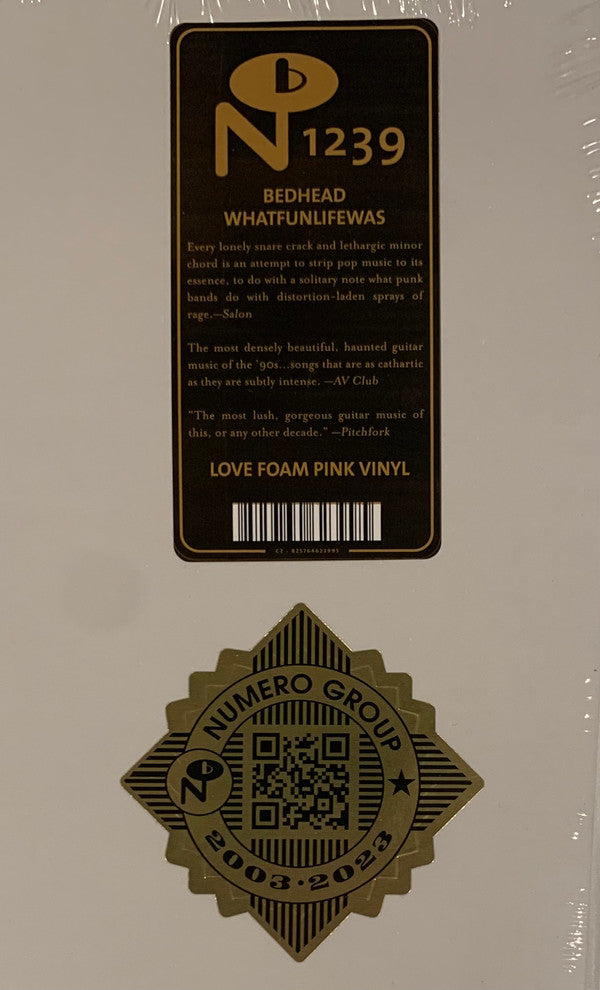 N
1239
BEDHEAD
WHATFUNLIFEWAS
Every lonely snare crack and lethargic minor
chord is an attempt to strip pop music to its
essence, to do with a solitary note what punk
bands do with distortion-laden sprays of
rage.—Salon
The most densely beautiful, haunted guitar
music of the '90s...songs that are as cathartic
as they are subtly intense. —AV Club
"The most lush, gorgeous guitar music of
this, or any other decade." —Pitchfork
LOVE FOAM PINK VINYL
NUMERO GROUP
N
2003·2023